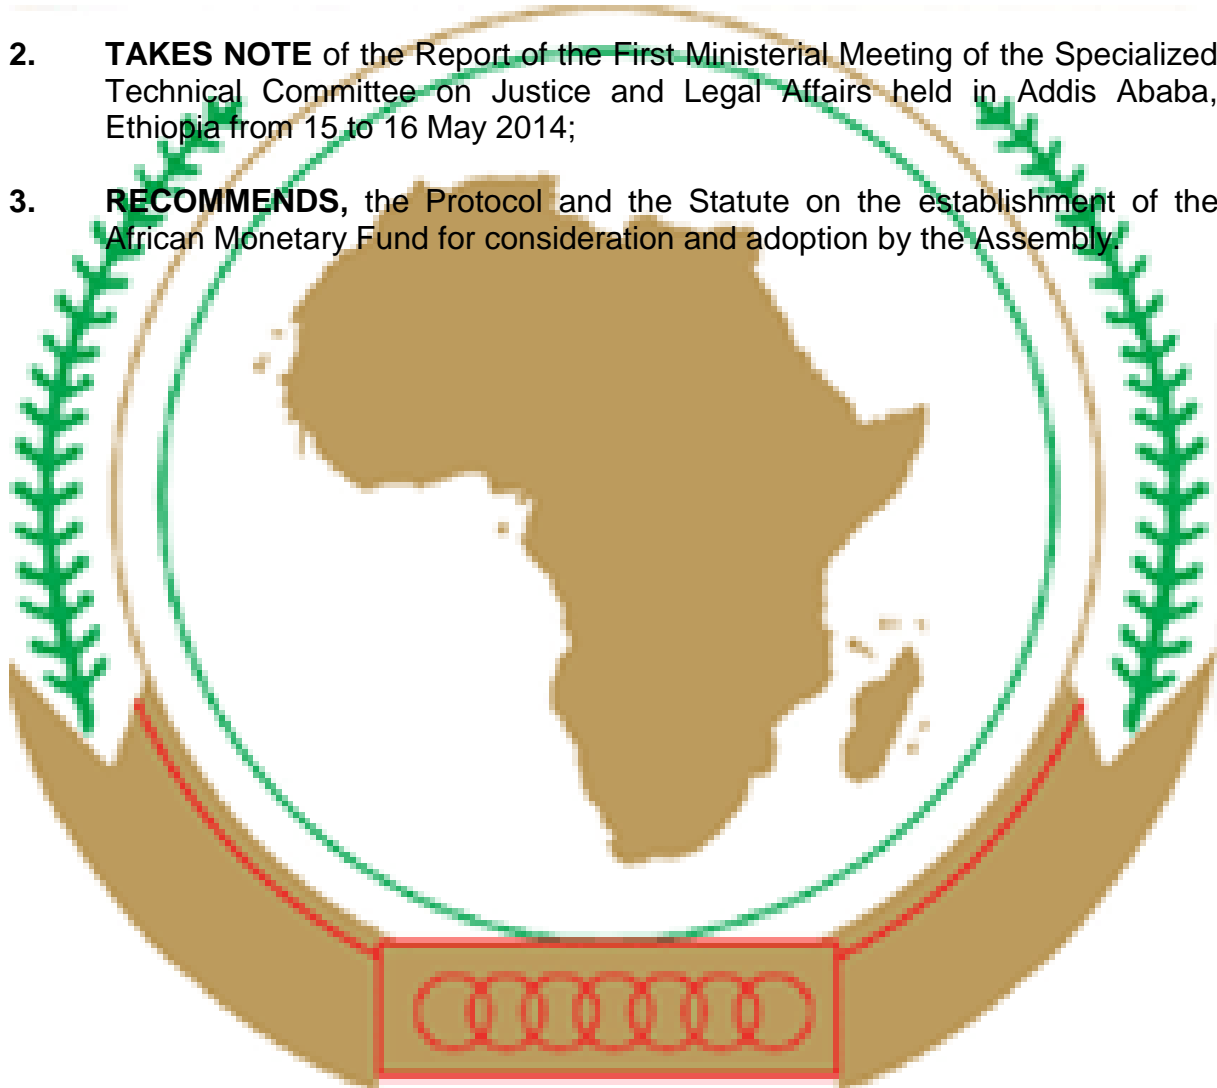 2. TAKES NOTE of the Report of the First Ministerial Meeting of the Specialized
Technical Committee on Justice and Legal Affairs held in Addis Ababa,
Ethiopia from 15 to 16 May 2014;
3. RECOMMENDS, the Protocol and the Statute on the establishment of the
African Monetary Fund for consideration and adoption by the Assembly.